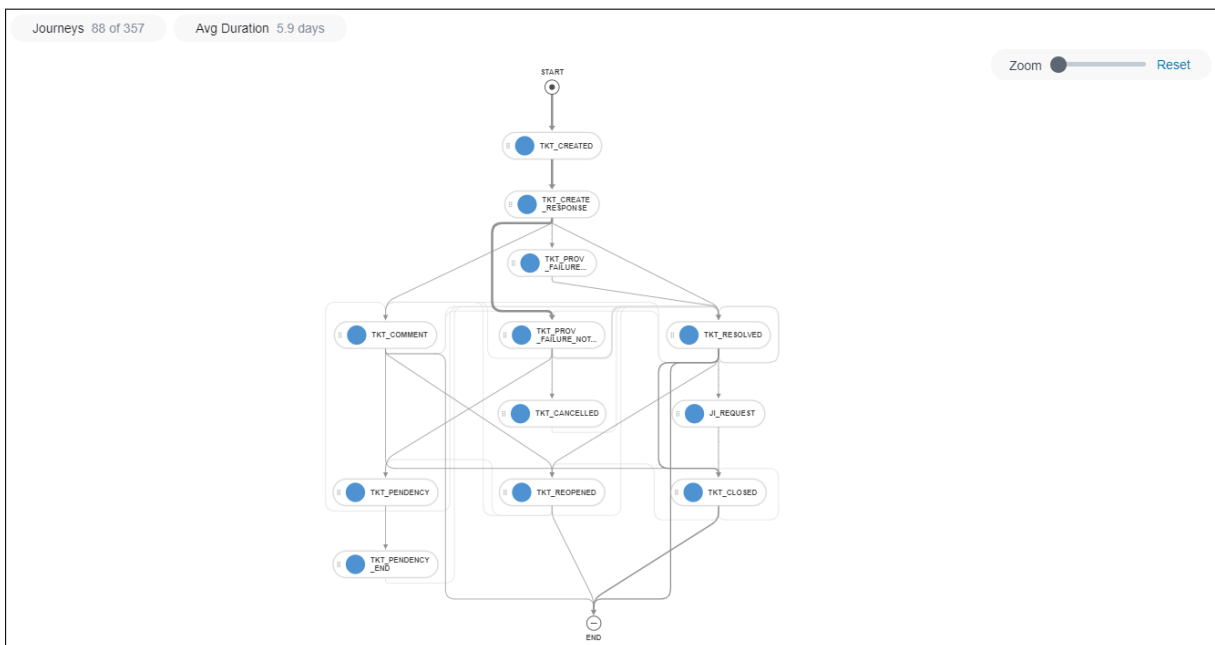 Journeys 88 of 357
Avg Duration 5.9 days
Zoom
Reset
START
TKT_CREATED
TKT_CREATE
_RESPONSE
TKT_PROV
_FAILURE...
TKT_COMMENT
TKT_PROV
_FAILURE_NOT...
TKT_RESOLVED
TKT_CANCELLED
JI_REQUEST
TKT_PENDENCY
TKT_REOPENED
TKT_CLOSED
TKT_PENDENCY
_END
END